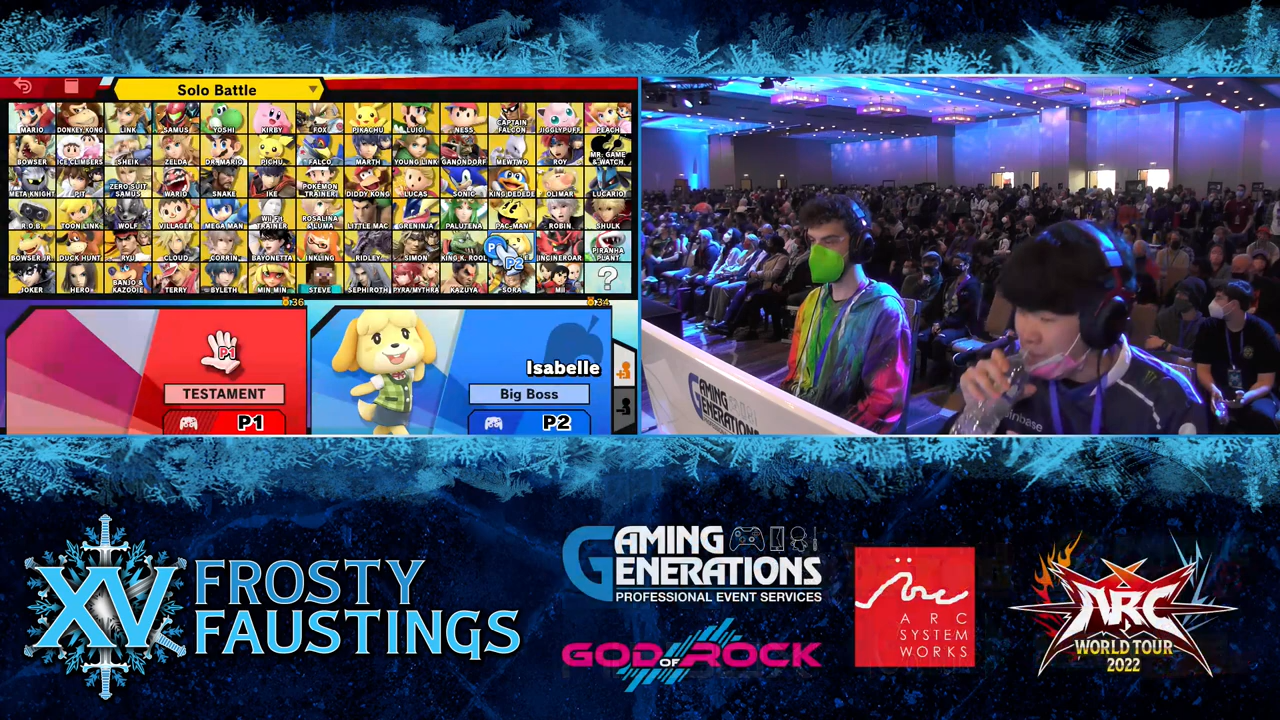 Solo Battle
MARIO DONKEY KONG LINK SAMUS YOSHI KIRBY FOX PIKACHU LUIGI NESS CAPTAIN FALCON JIGGLYPUFF PEACH
BOWSER ICE CLIMBERS SHEIK ZELDA DR. MARIO PICHU FALCO MARTH YOUNG LINK GANONDORF MEWTWO ROY MR. GAME & WATCH
META KNIGHT PIT ZERO SUIT SAMUS WARIO SNAKE IKE POKÉMON TRAINER DIDDY KONG LUCAS SONIC KING DEDEDE OLIMAR LUCARIO
R.O.B. TOON LINK WOLF VILLAGER MEGA MAN Wii Fit TRAINER ROSALINA & LUMA LITTLE MAC GRENINJA PALUTENA PAC-MAN ROBIN SHULK
BOWSER JR. DUCK HUNT RYU CLOUD CORRIN BAYONETTA INKLING RIDLEY SIMON KING K. ROOL P2 INCINEROAR PIRANHA PLANT
JOKER HERO BANJO & KAZOOIE TERRY BYLETH MIN MIN STEVE SEPHIROTH PYRA/MYTHRA KAZUYA SORA MII ?
36
34
P1
TESTAMENT
P1
Isabelle
Big Boss
P2
GAMING
GENERATIONS
XV FROSTY
FAUSTINGS
GAMING
GENERATIONS
PROFESSIONAL EVENT SERVICES
GOD OF ROCK
ARC
SYSTEM
WORKS
ARC
WORLD TOUR
2022